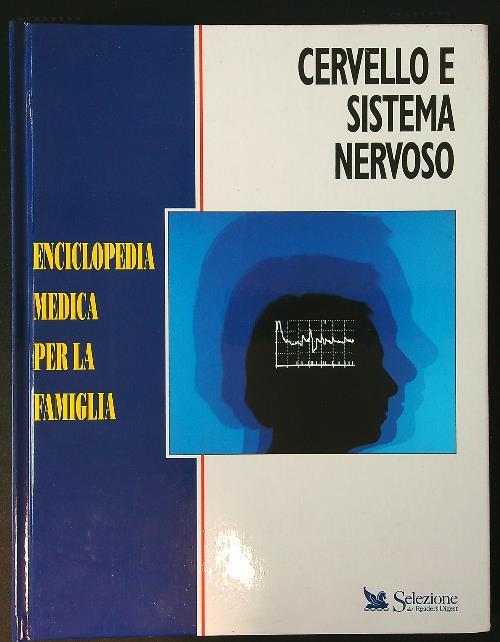 CERVELLO E
SISTEMA
NERVOSO
ENCICLOPEDIA
MEDICA
PER LA
FAMIGLIA
Selezione
dal Reader's Digest